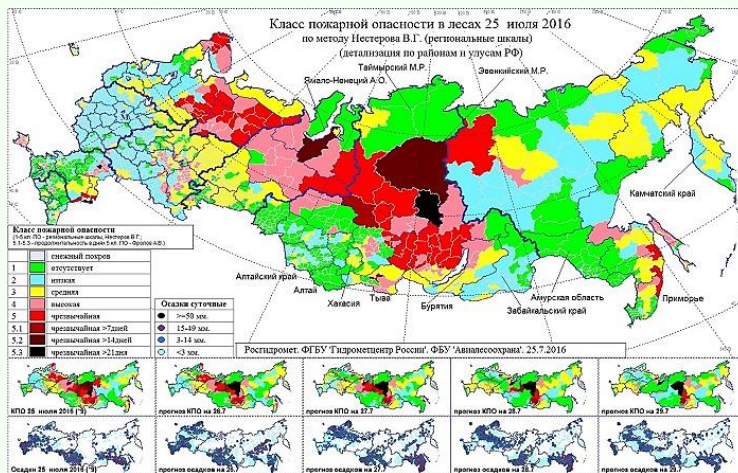 Класс пожарной опасности в лесах 25 июля 2016
по методу Нестерова В.Г. (региональные шкалы)
(детализация по районам и улусам РФ)
Таймырский М.Р.
Ямало-Ненецкий А.О.
Эвенкийский М.Р.
Камчатский край
Класс пожарной опасности
снежный покров
1 отсутствует
2 низкая
3 средняя
4 высокая
5 чрезвычайная
5.1 чрезвычайная >7дней
5.2 чрезвычайная >14дней
5.3 чрезвычайная >21дня
Осадки суточные
>=50 мм.
15-49 мм.
3-14 мм.
<3 мм.
Алтайский край
Алтай
Хакасия
Тыва
Бурятия
Амурская область
Забайкальский край
Приморье
Росгидромет. ФГБУ 'Гидрометцентр России'. ФБУ 'Авиалесоохрана'. 25.7.2016
КПО 25 июля 2016 (*9)
прогноз КПО на 26.7
прогноз КПО на 27.7
прогноз КПО на 28.7
прогноз КПО на 29.7
Осадки 25 июля 2016 (*9)
прогноз осадков на 26.7
прогноз осадков на 27.7
прогноз осадков на 28.7
прогноз осадков на